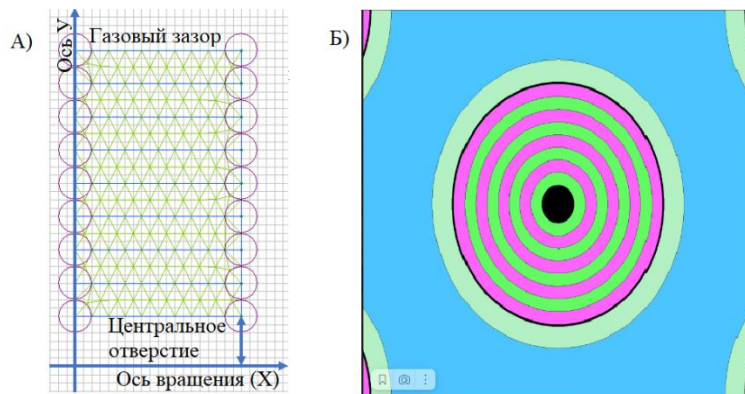 А)
Ось У
Газовый зазор
Центральное
отверстие
Ось вращения (Х)
Б)